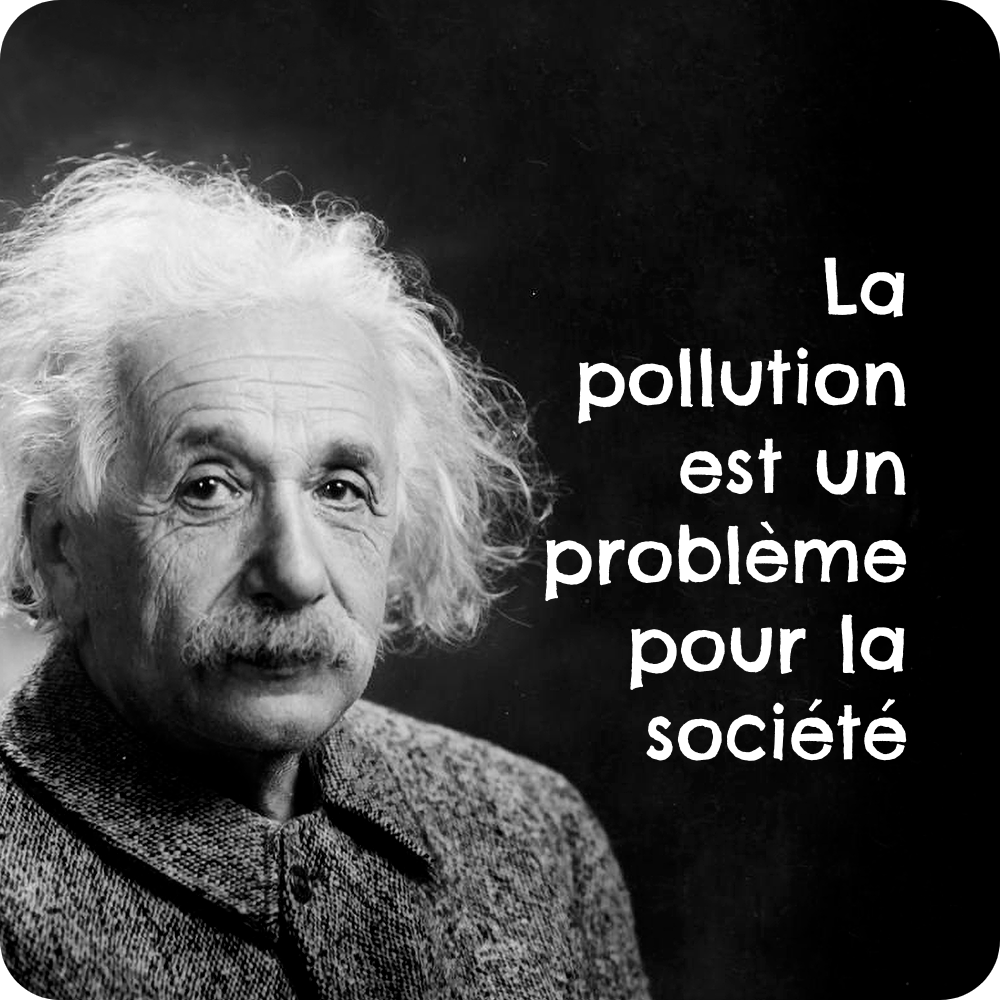 La
pollution
est un
problème
pour la
société